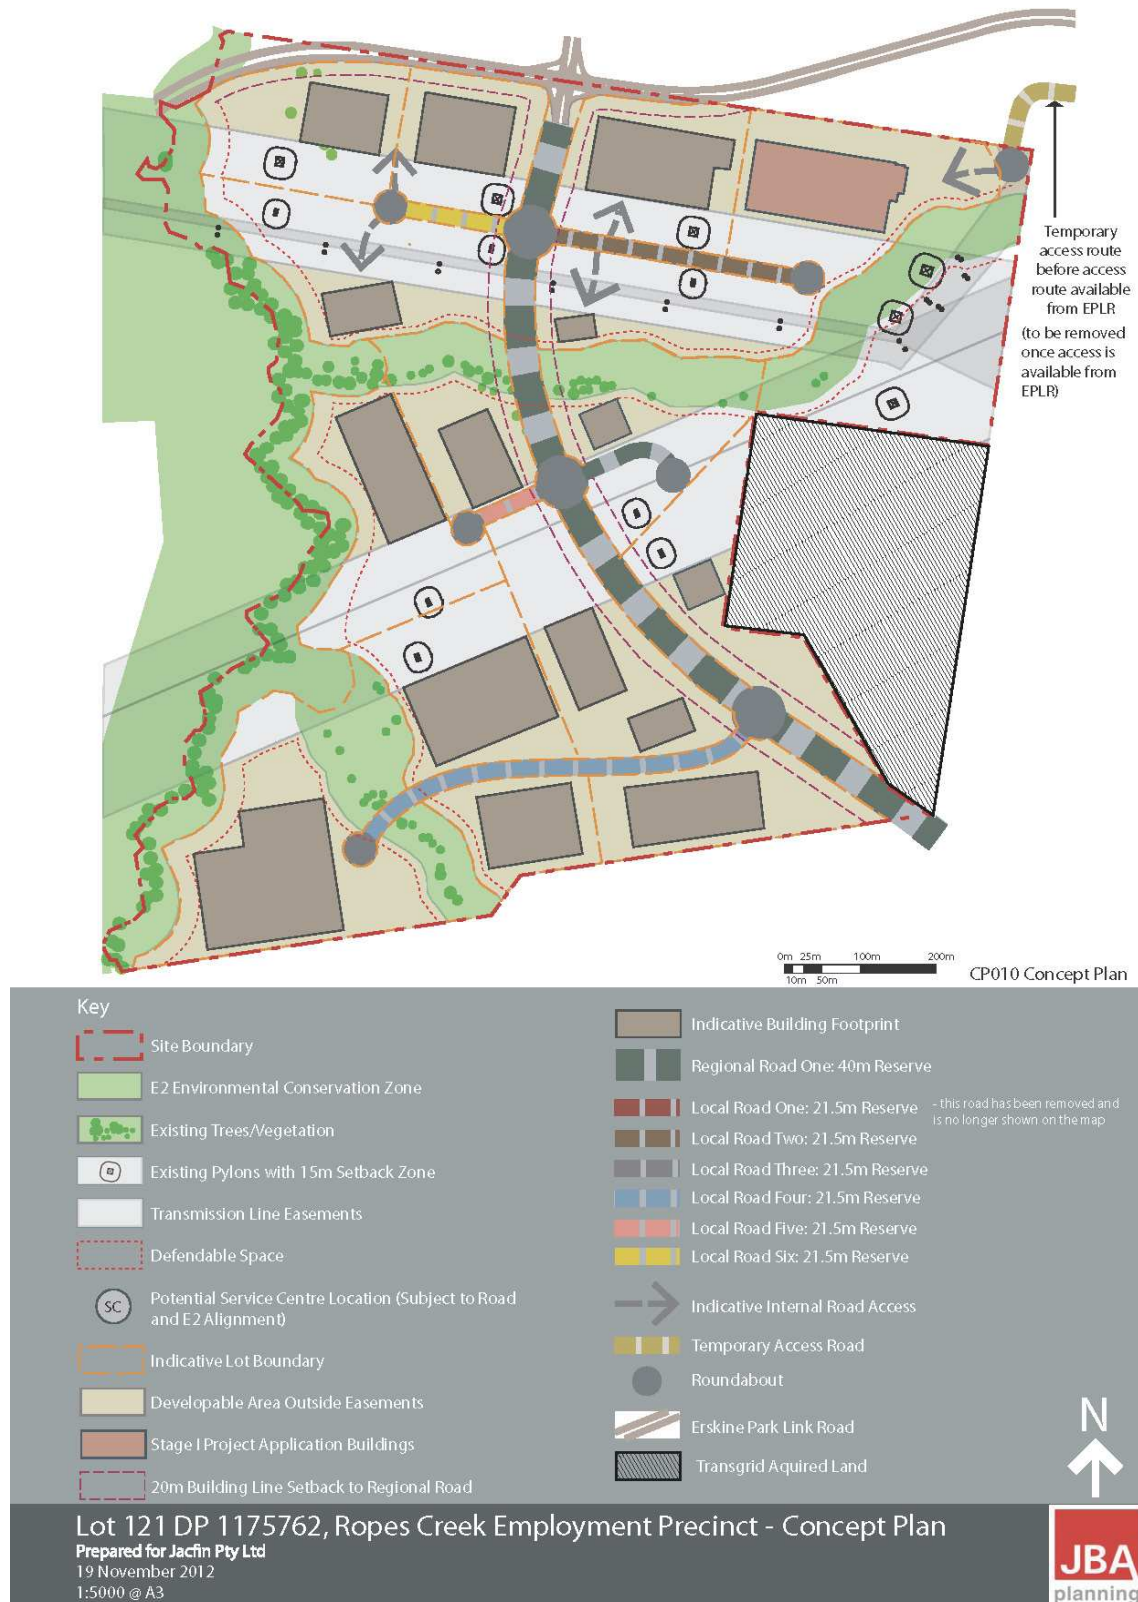 Temporary
access route
before access
route available
from EPLR
(to be removed
once access is
available from
EPLR)
0m 25m 100m 200m
10m 50m
CP010 Concept Plan
Key
Site Boundary
E2 Environmental Conservation Zone
Existing Trees/Vegetation
Existing Pylons with 15m Setback Zone
Transmission Line Easements
Defendable Space
SC
Potential Service Centre Location (Subject to Road
and E2 Alignment)
Indicative Lot Boundary
Developable Area Outside Easements
Stage I Project Application Buildings
20m Building Line Setback to Regional Road
Indicative Building Footprint
Regional Road One: 40m Reserve
Local Road One: 21.5m Reserve
- this road has been removed and
is no longer shown on the map
Local Road Two: 21.5m Reserve
Local Road Three: 21.5m Reserve
Local Road Four: 21.5m Reserve
Local Road Five: 21.5m Reserve
Local Road Six: 21.5m Reserve
Indicative Internal Road Access
Temporary Access Road
Roundabout
Erskine Park Link Road
Transgrid Aquired Land
N
Lot 121 DP 1175762, Ropes Creek Employment Precinct - Concept Plan
Prepared for Jacfin Pty Ltd
19 November 2012
1:5000 @ A3
JBA
planning